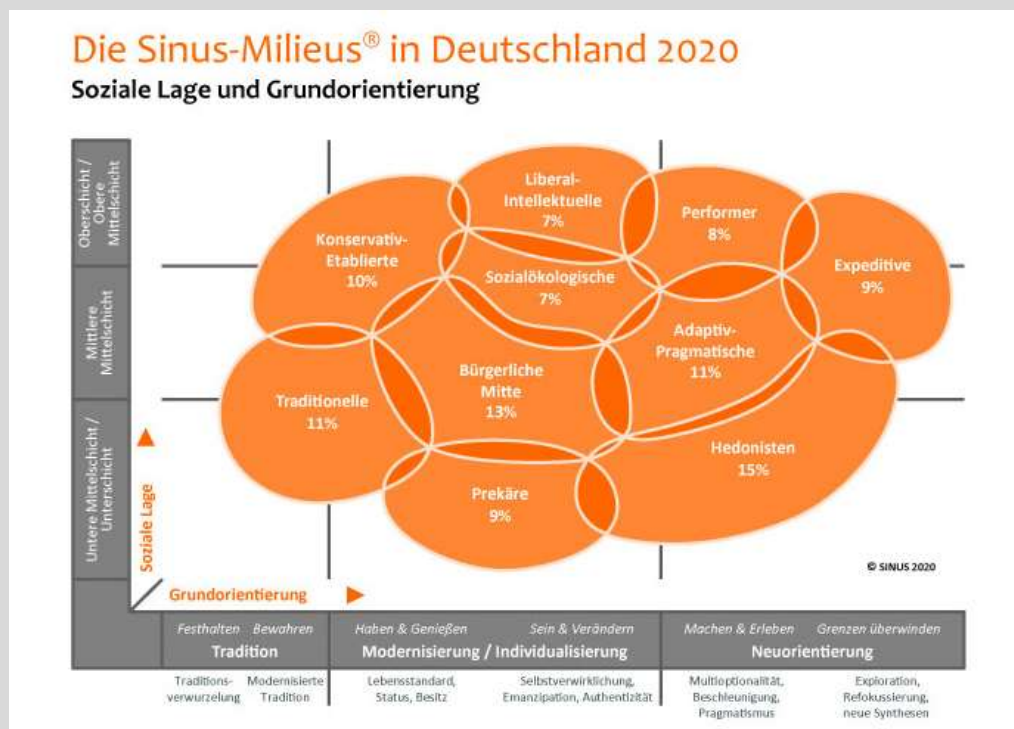 Die Sinus-Milieus® in Deutschland 2020
Soziale Lage und Grundorientierung
Oberschicht /
Obere
Mittelschicht
Mittlere
Mittelschicht
Untere Mittelschicht /
Unterschicht
Soziale Lage
Liberal-
Intellektuelle
7%
Performer
8%
Konservativ-
Etablierte
10%
Expeditive
9%
Sozialökologische
7%
Adaptiv-
Pragmatische
11%
Bürgerliche
Mitte
13%
Traditionelle
11%
Hedonisten
15%
Prekäre
9%
© SINUS 2020
Grundorientierung
Festhalten Bewahren
Tradition
Haben & Genießen Sein & Verändern
Modernisierung / Individualisierung
Machen & Erleben Grenzen überwinden
Neuorientierung
Traditions-
verwurzelung
Modernisierte
Tradition
Lebensstandard,
Status, Besitz
Selbstverwirklichung,
Emanzipation, Authentizität
Multioptionalität,
Beschleunigung,
Pragmatismus
Exploration,
Refokussierung,
neue Synthesen